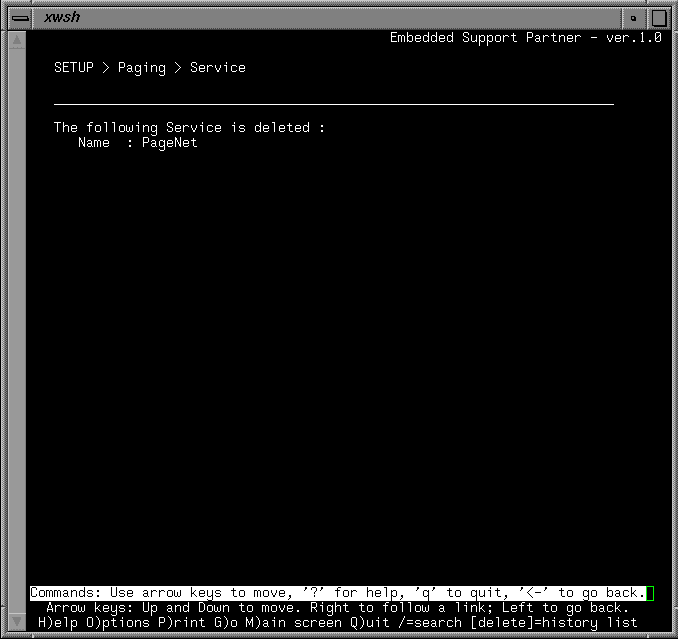 xwsh
Embedded Support Partner - ver.1.0
SETUP > Paging > Service
The following Service is deleted :
Name : PageNet
Commands: Use arrow keys to move, '?' for help, 'q' to quit, '<-' to go back.
Arrow keys: Up and Down to move. Right to follow a link; Left to go back.
H)elp O)ptions P)rint G)o M)ain screen Q)uit /=search [delete]=history list